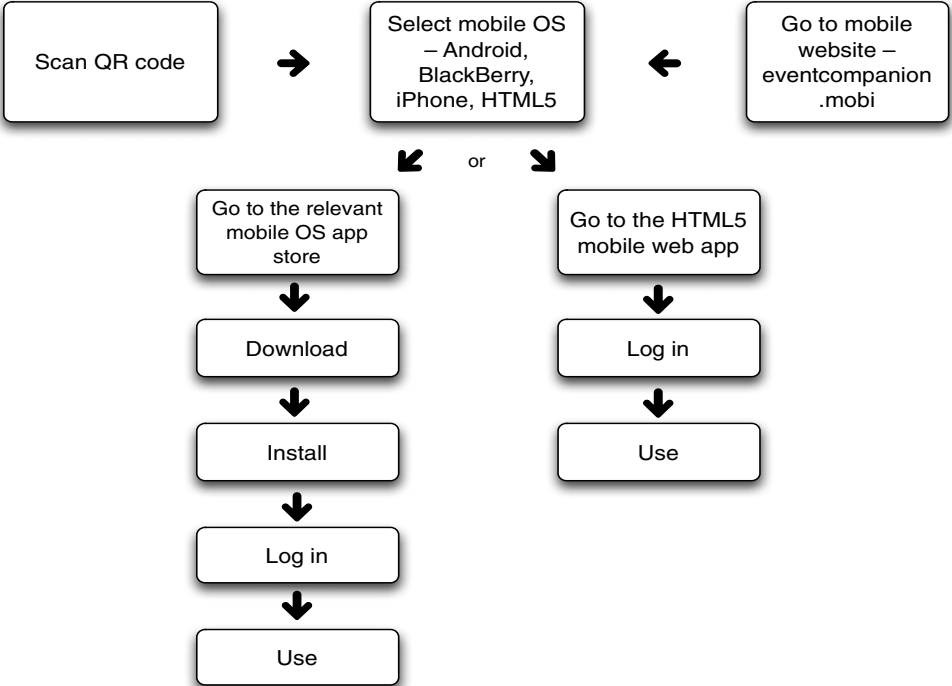 Scan QR code
Select mobile OS
– Android,
BlackBerry,
iPhone, HTML5
Go to mobile
website –
eventcompanion
.mobi
or
Go to the relevant
mobile OS app
store
Download
Install
Log in
Use
Go to the HTML5
mobile web app
Log in
Use